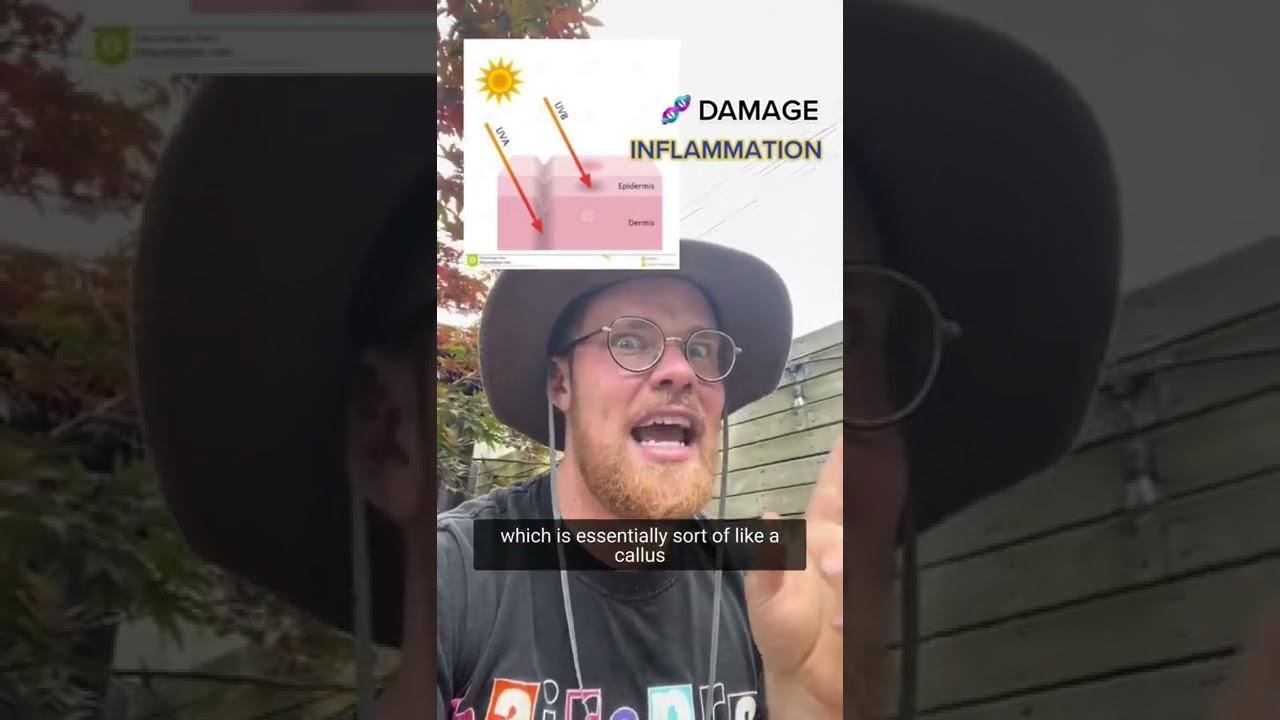 DAMAGE
INFLAMMATION
UVB
UVA
Epidermis
Dermis
which is essentially sort of like a
callus